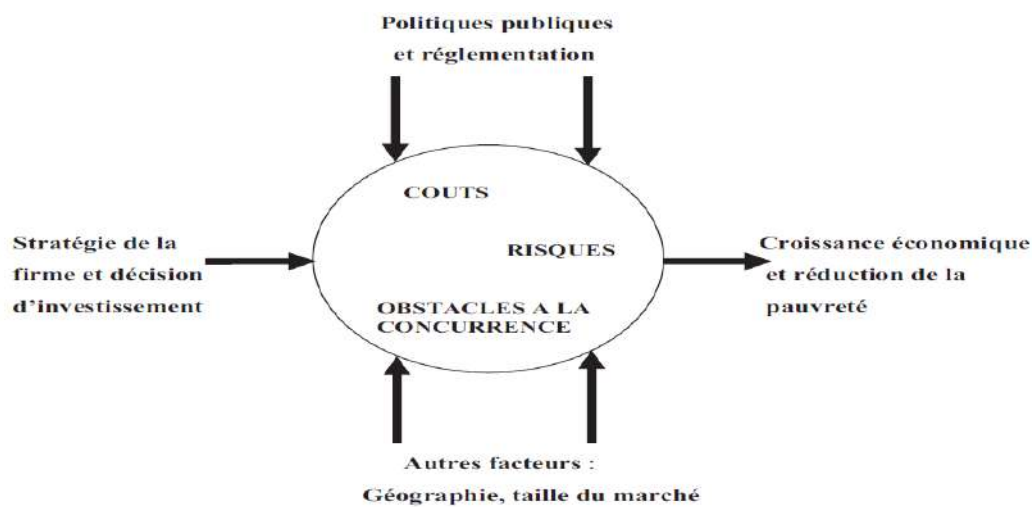 Politiques publiques
et réglementation
COUTS
Stratégie de la
firme et décision
d'investissement
RISQUES
Croissance économique
et réduction de la
pauvreté
OBSTACLES A LA
CONCURRENCE
Autres facteurs :
Géographie, taille du marché